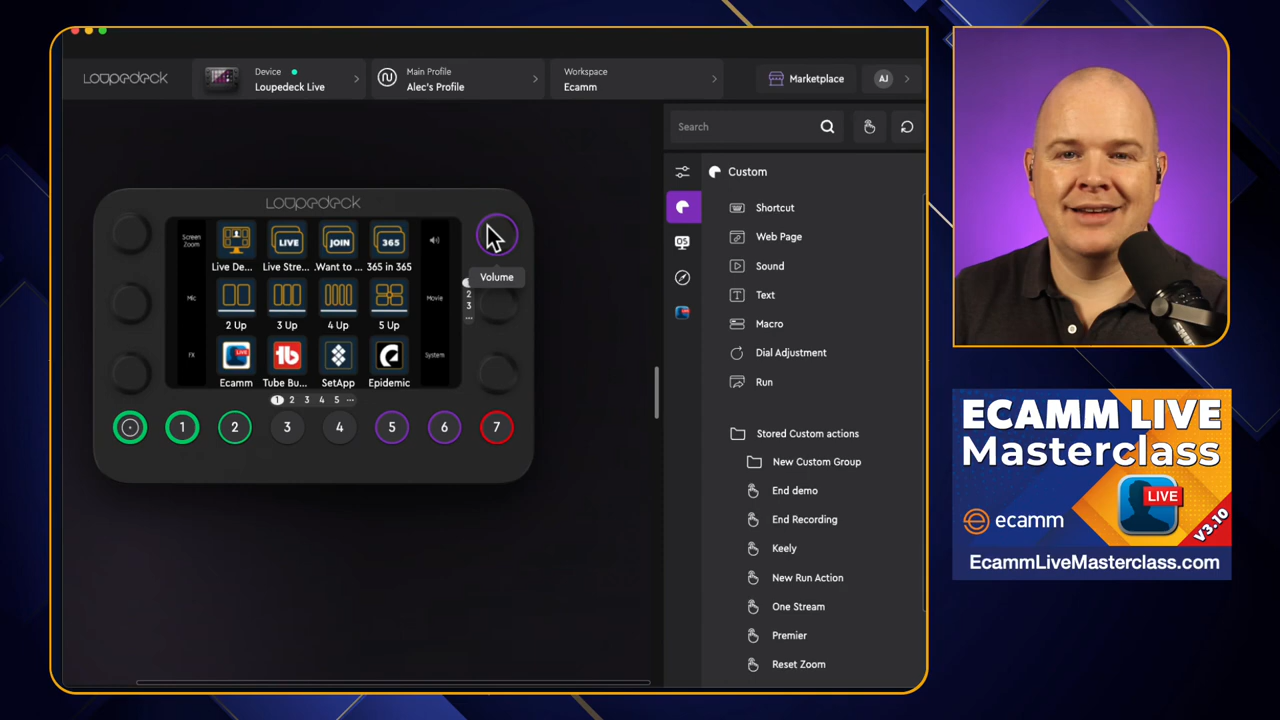 Loupedeck
Device
Loupedeck Live
Main Profile
Alec's Profile
Workspace
Ecamm
Marketplace
AJ
Search
Custom
Shortcut
Web Page
Sound
Text
Macro
Dial Adjustment
Run
Stored Custom actions
New Custom Group
End demo
End Recording
Keely
New Run Action
One Stream
Premier
Reset Zoom
Loupedeck
Screen
Zoom
Mic
FX
LIVE
JOIN
365
Live De...
Live Stre...
.Want to ...
365 in 365
2 Up
3 Up
4 Up
5 Up
LIVE
tb
Ecamm
Tube Bu...
SetApp
Epidemic
Movie
System
Volume
2
3
...
1 2 3 4 5 ...
1 2 3 4 5 6 7
ECAMM LIVE
Masterclass
LIVE
ecamm
v3.10
EcammLiveMasterclass.com
SHURE